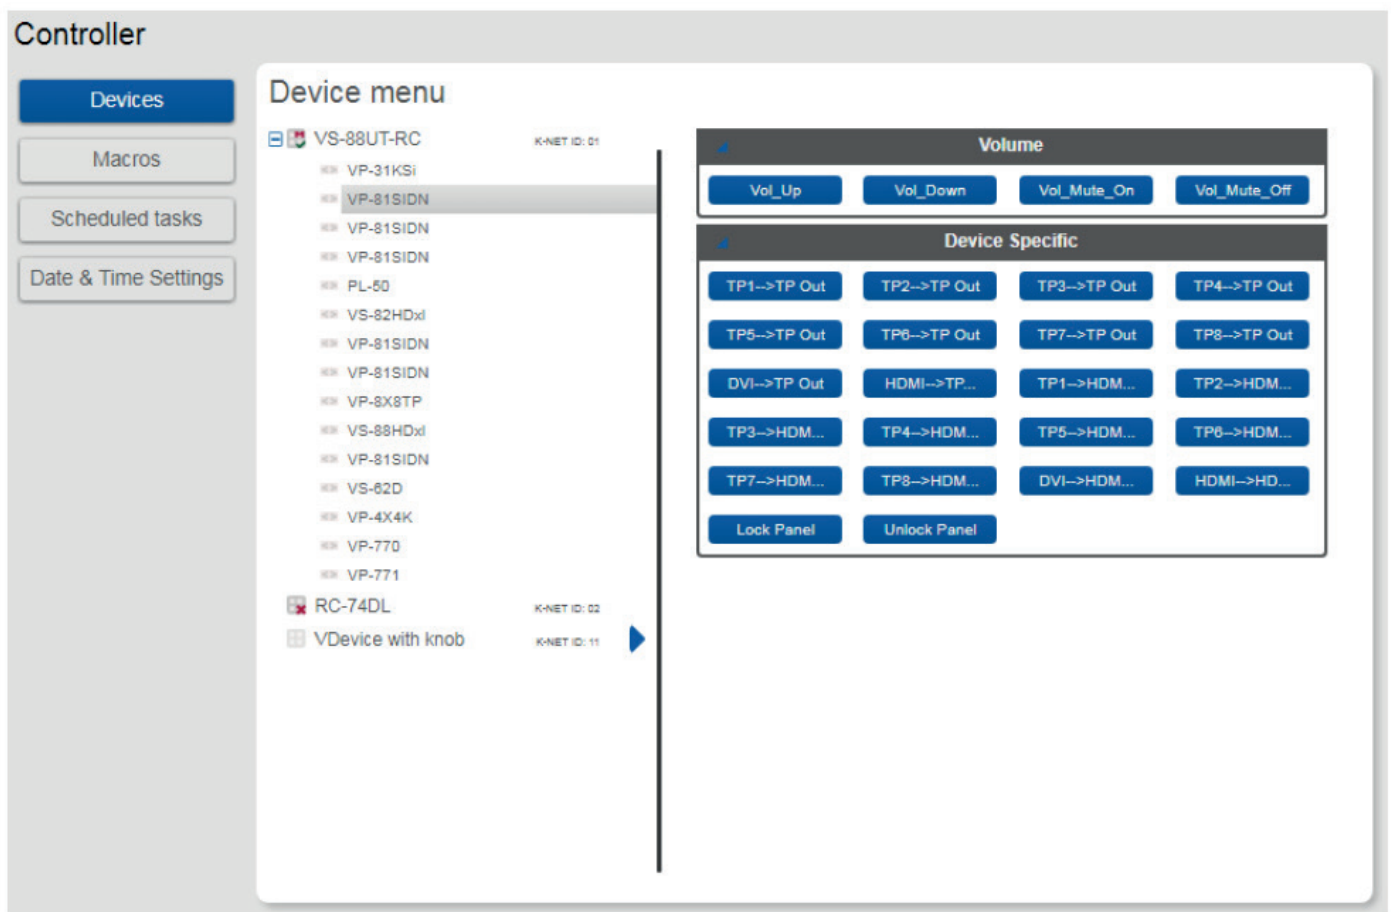 Controller
Devices
Macros
Scheduled tasks
Date & Time Settings
Device menu
VS-88UT-RC K-NET ID: 01
VP-31KSi
VP-81SIDN
VP-81SIDN
VP-81SIDN
PL-50
VS-82HDxl
VP-81SIDN
VP-81SIDN
VP-8X8TP
VS-88HDxl
VP-81SIDN
VS-62D
VP-4X4K
VP-770
VP-771
RC-74DL K-NET ID: 02
VDevice with knob K-NET ID: 11
Volume
Vol_Up Vol_Down Vol_Mute_On Vol_Mute_Off
Device Specific
TP1-->TP Out TP2-->TP Out TP3-->TP Out TP4-->TP Out
TP5-->TP Out TP6-->TP Out TP7-->TP Out TP8-->TP Out
DVI-->TP Out HDMI-->TP... TP1-->HDM... TP2-->HDM...
TP3-->HDM... TP4-->HDM... TP5-->HDM... TP6-->HDM...
TP7-->HDM... TP8-->HDM... DVI-->HDM... HDMI-->HD...
Lock Panel Unlock Panel